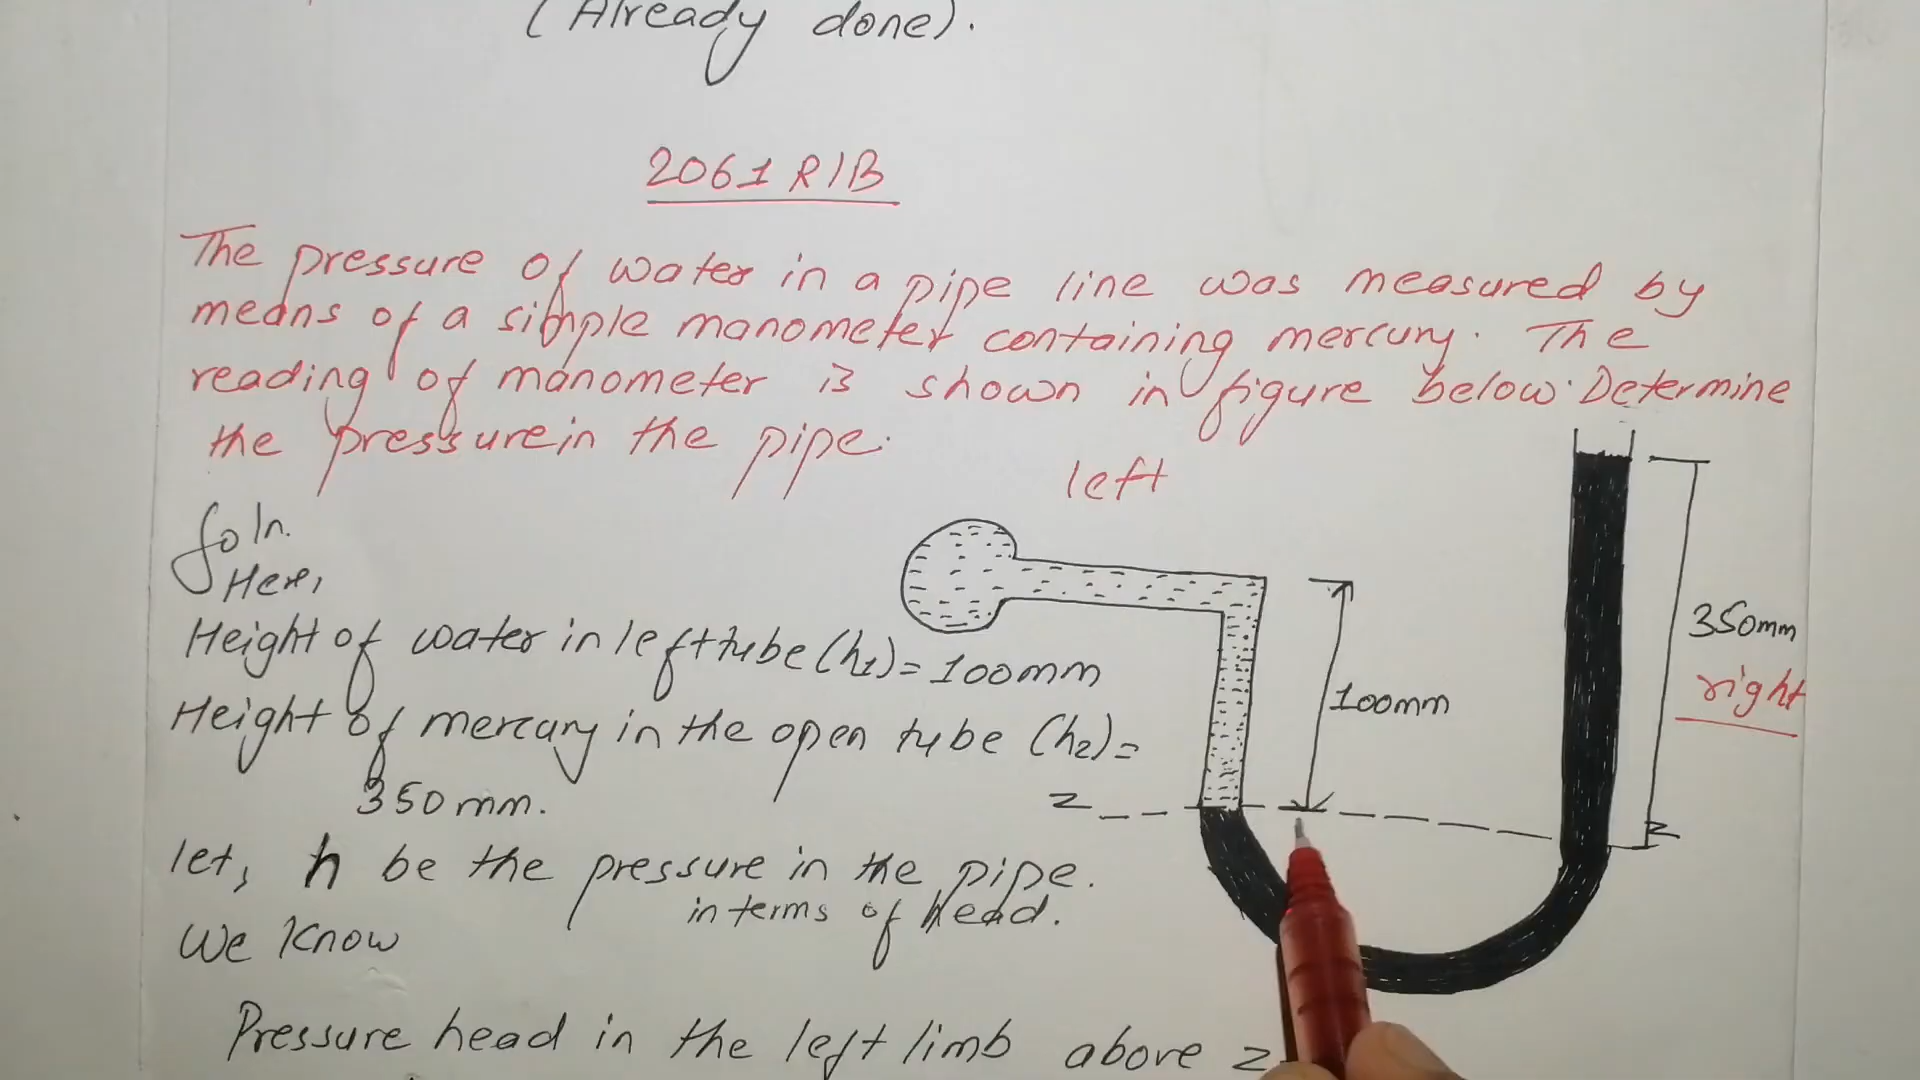 (Already done).
2061 R/B
The pressure of water in a pipe line was measured by
means of a simple manometer containing mercury. The
reading of manometer is shown in figure below. Determine
the pressure in the pipe.
left
Soln.
Here,
Height of water in left tube (h1) = 100mm
Height of mercury in the open tube (h2) =
350mm.
let, h be the pressure in the pipe.
in terms of head.
We know
Pressure head in the left limb above z-
350mm
right
100mm
z
z